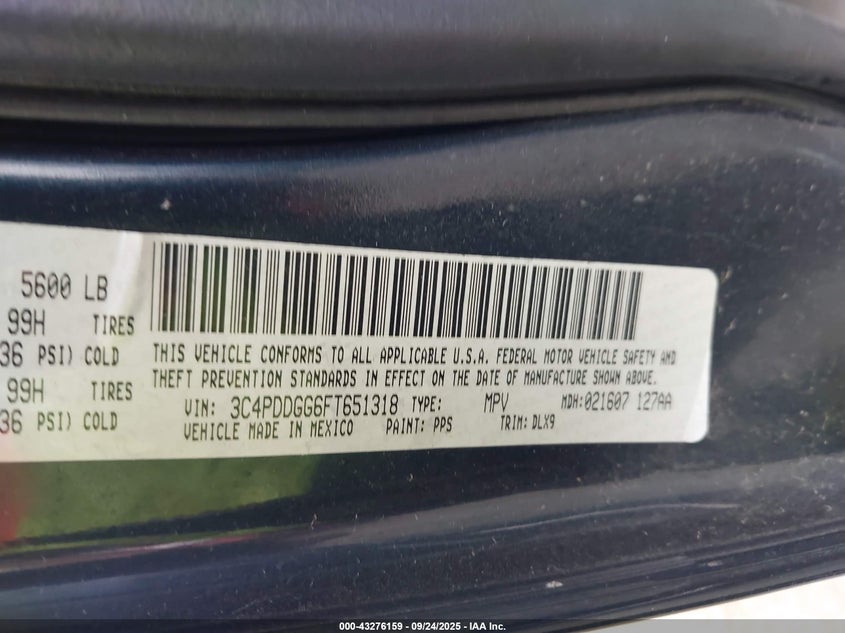 5600 LB
99H TIRES
36 PSI) COLD
99H TIRES
36 PSI) COLD
THIS VEHICLE CONFORMS TO ALL APPLICABLE U.S.A. FEDERAL MOTOR VEHICLE SAFETY AND
THEFT PREVENTION STANDARDS IN EFFECT ON THE DATE OF MANUFACTURE SHOWN ABOVE.
VIN: 3C4PDDGG6FT651318 TYPE: MPV MDH:021607 127AA
VEHICLE MADE IN MEXICO PAINT: PPS TRIM: DLX9
000-43276159 - 09/24/2025 - IAA Inc.